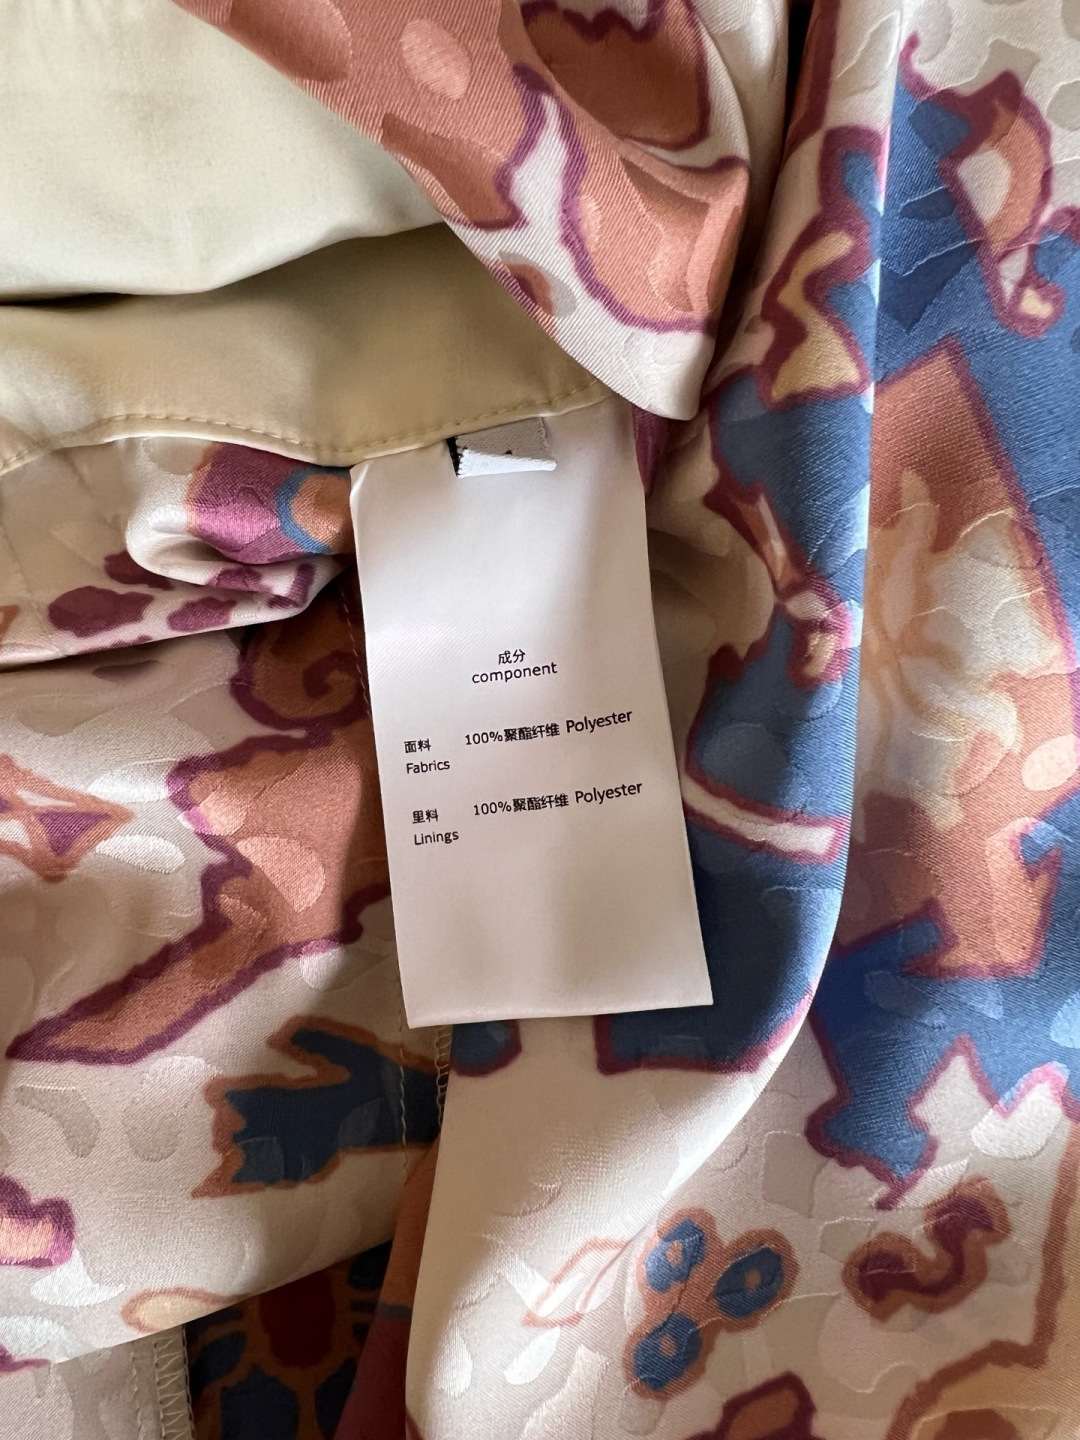 成分
component
面料 100%聚酯纤维 Polyester
Fabrics
里料 100%聚酯纤维 Polyester
Linings